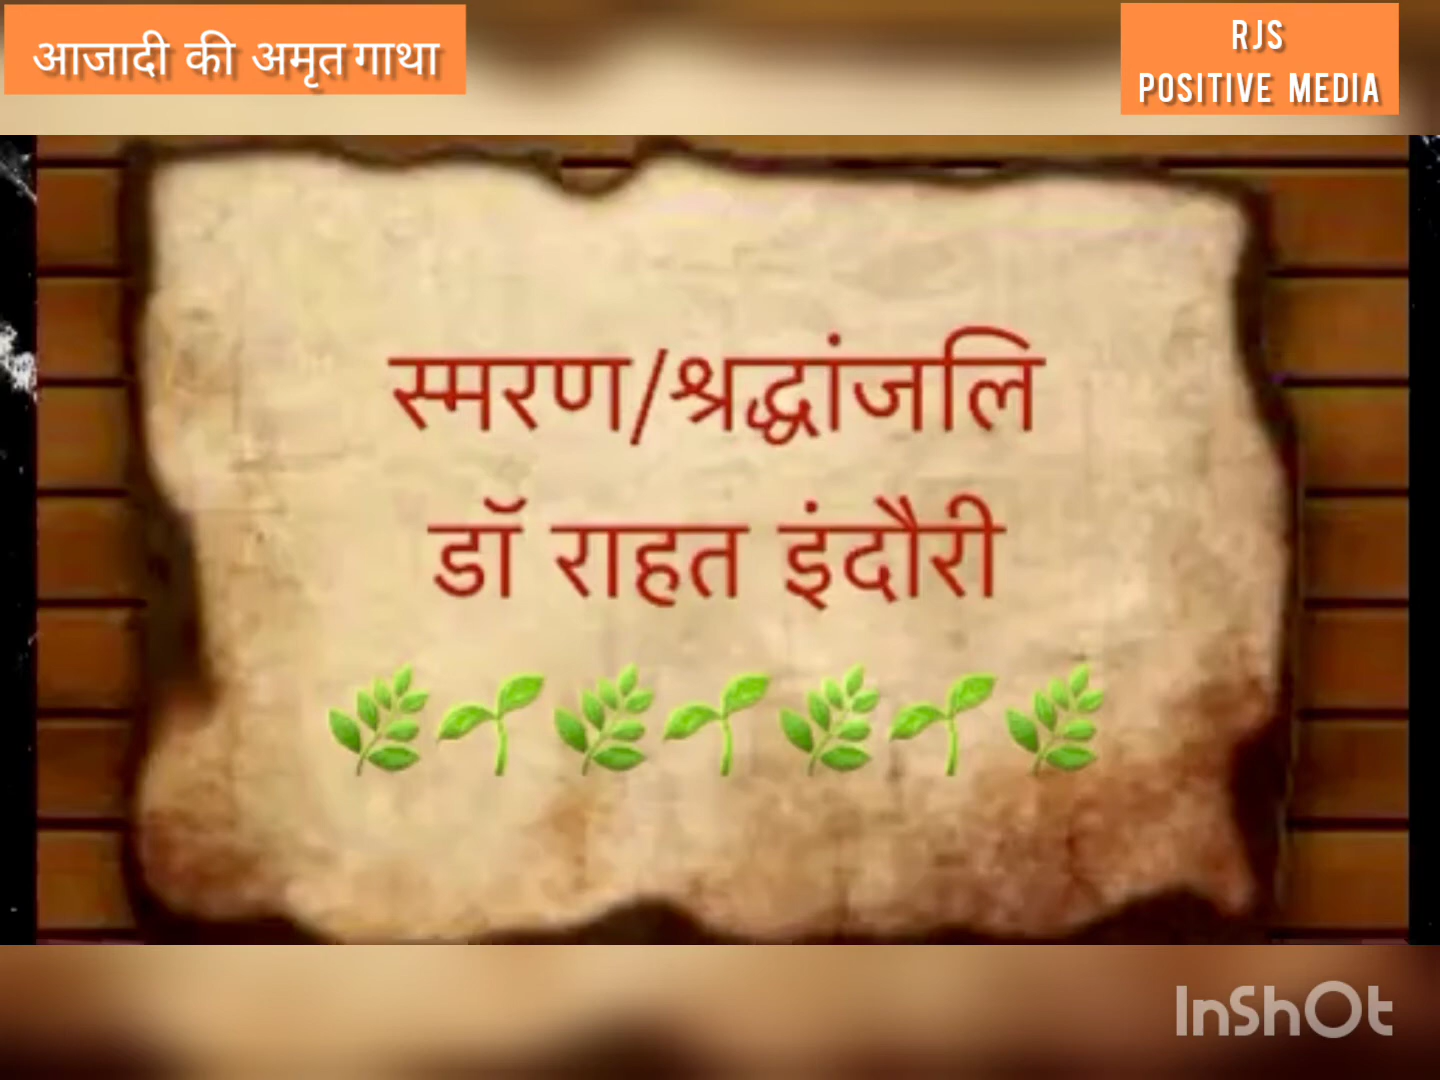 आजादी की अमृत गाथा
RJS
POSITIVE MEDIA
स्मरण/श्रद्धांजलि
डॉ राहत इंदौरी
InShOt